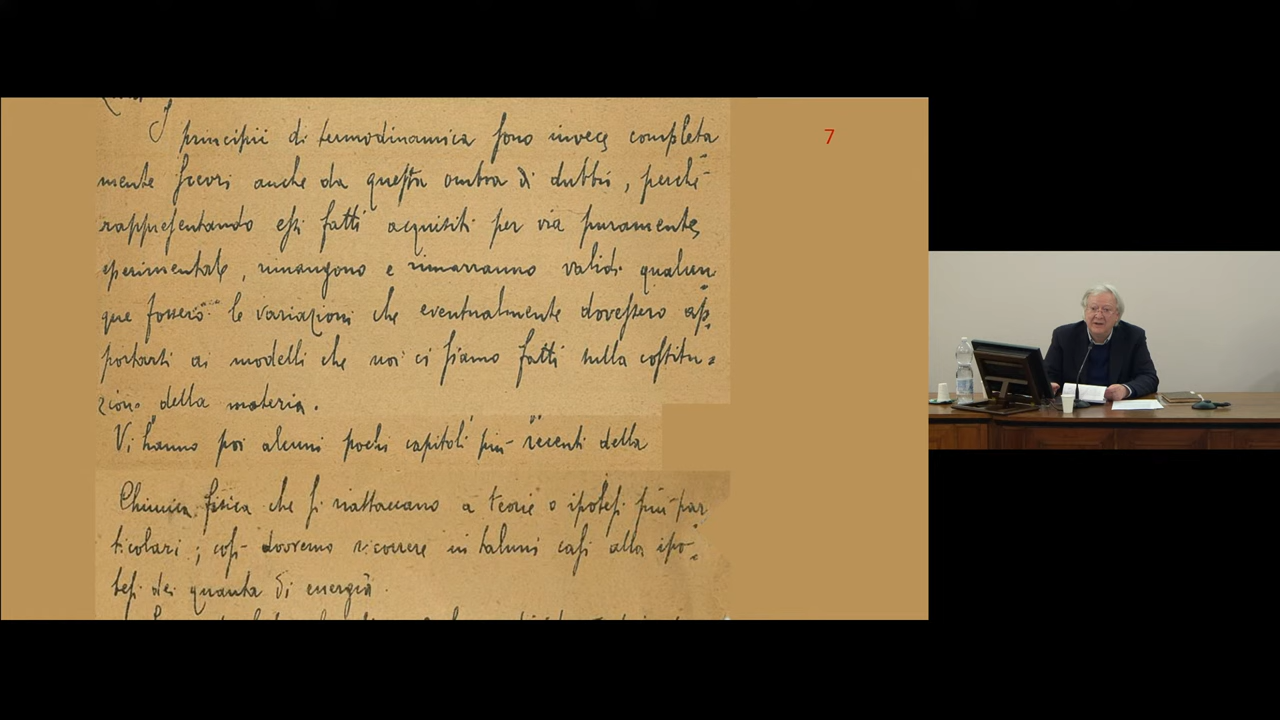 I
principii di termodinamica sono invece completa-
mente scevri anche da questa ombra di dubbii, perchè
rappresentando essi fatti acquisiti per via puramente
sperimentale, rimangono e rimarranno validi qualun-
que fossero le variazioni che eventualmente dovessero ap-
portarsi ai modelli che noi ci siamo fatti sulla costitu-
zione della materia.
Vi hanno poi alcuni pochi capitoli più recenti della
Chimica fisica che si riattaccano a teorie o ipotesi più par-
ticolari; così dovremo ricorrere in taluni casi alla ipo-
tesi dei quanta di energia.
7